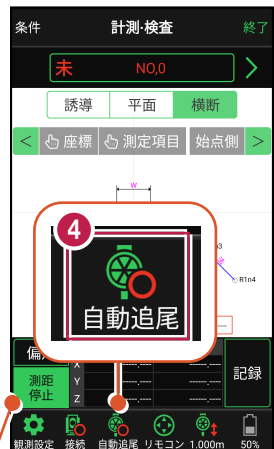 条件 計測·検査 終了
未 NO,0
誘導 平面 横断
< 座標 測定項目 始点側 >
W
R1n4
4
自動追尾
偏
X
測距
停止
Y
Z
記録
観測設定 接続 自動追尾 リモコン 1.000m 50%